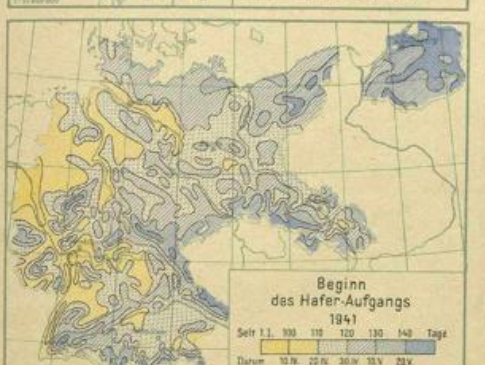 Beginn
des Hafer-Aufgangs
1941
Seit 1.I. 100 110 120 130 140 Tage
Datum 10.IV. 20.IV. 30.IV. 10.V. 20.V.